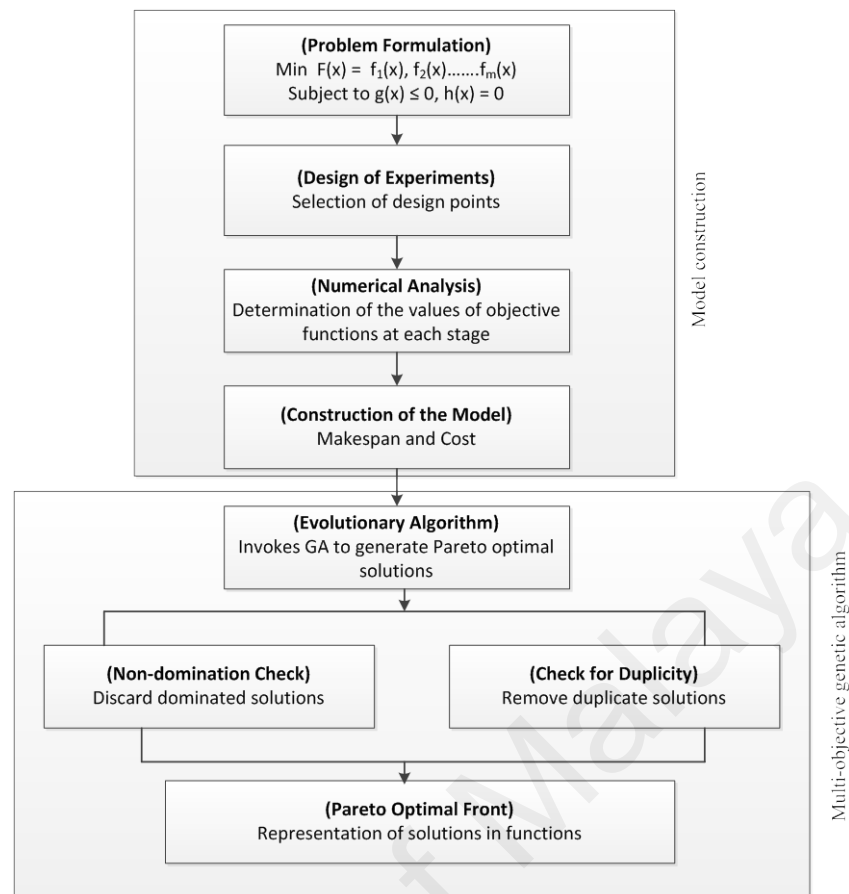 (Problem Formulation)
Min F(x) = f₁(x), f₂(x).......fₘ(x)
Subject to g(x) ≤ 0, h(x) = 0
(Design of Experiments)
Selection of design points
(Numerical Analysis)
Determination of the values of objective
functions at each stage
(Construction of the Model)
Makespan and Cost
Model construction
(Evolutionary Algorithm)
Invokes GA to generate Pareto optimal
solutions
(Non-domination Check)
Discard dominated solutions
(Check for Duplicity)
Remove duplicate solutions
(Pareto Optimal Front)
Representation of solutions in functions
Multi-objective genetic algorithm
f Malaya